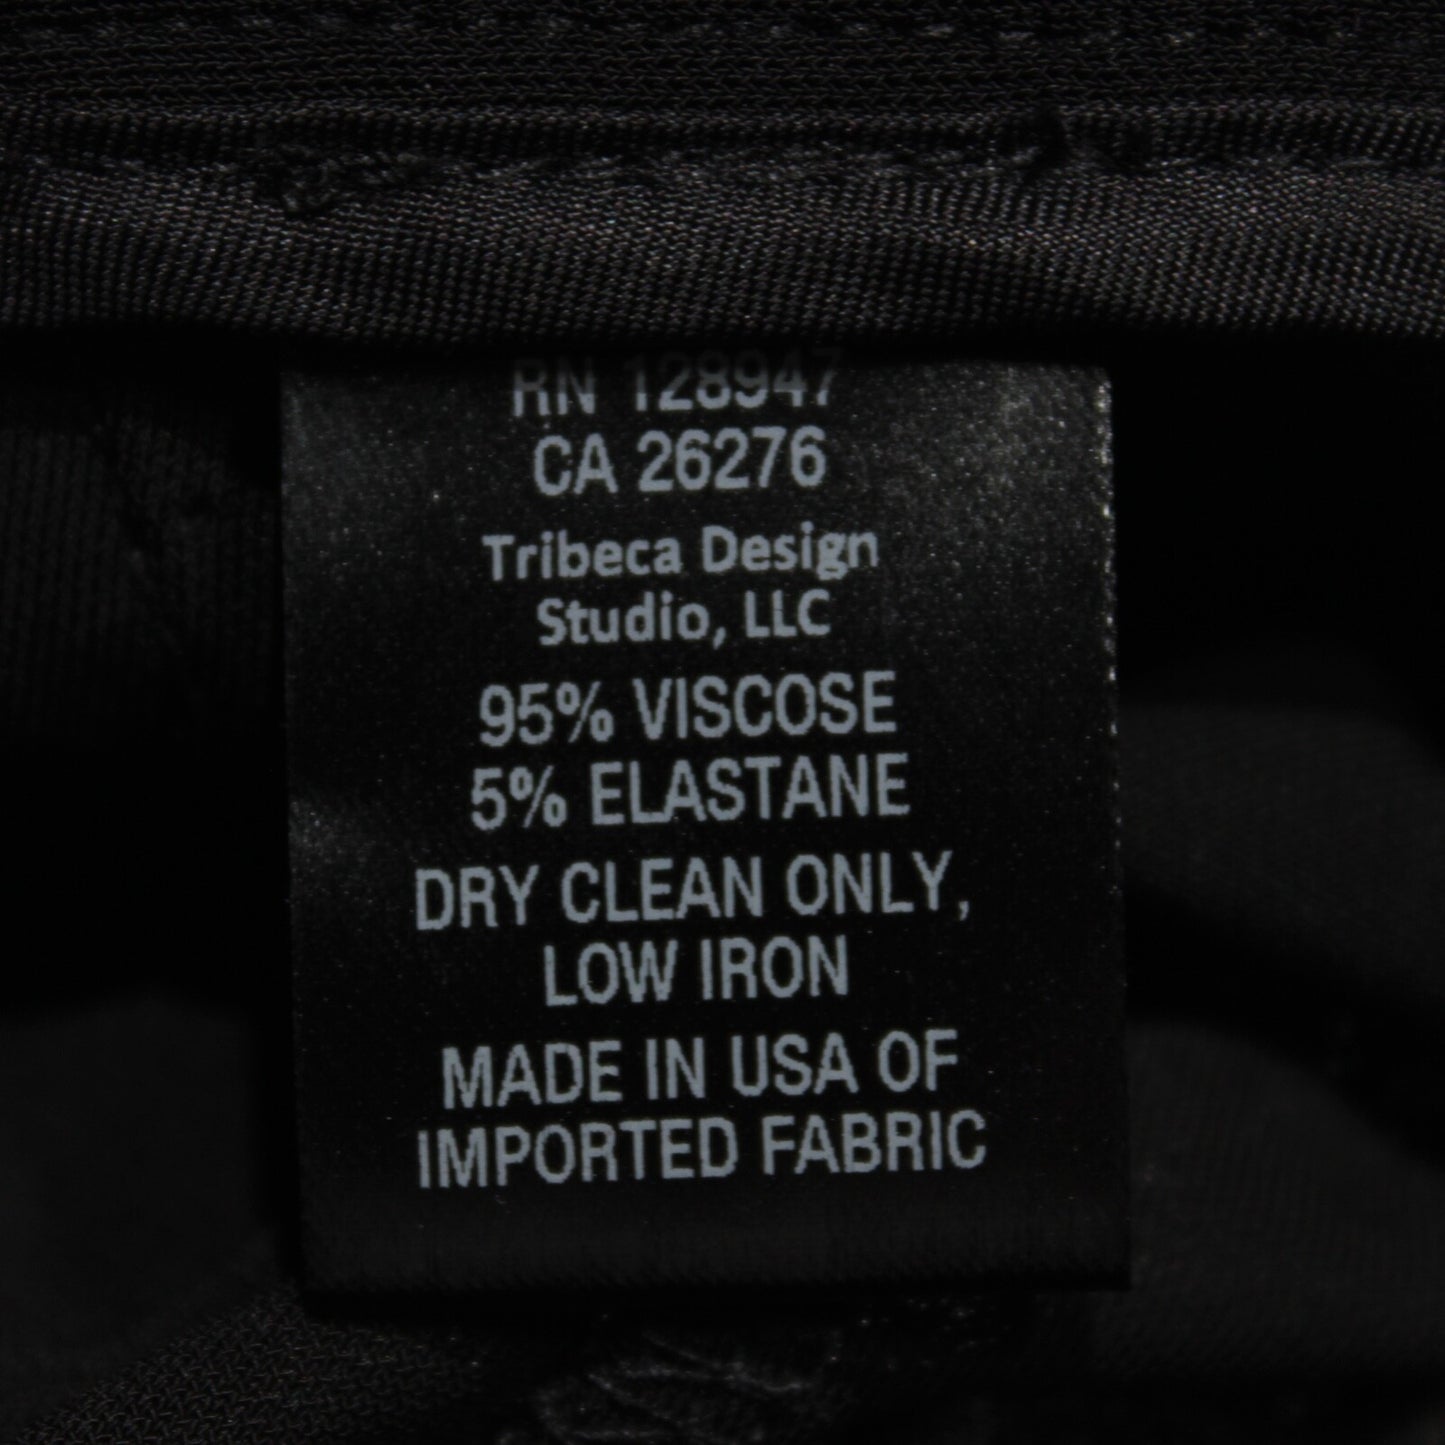 RN 128947
CA 26276
Tribeca Design
Studio, LLC
95% VISCOSE
5% ELASTANE
DRY CLEAN ONLY,
LOW IRON
MADE IN USA OF
IMPORTED FABRIC